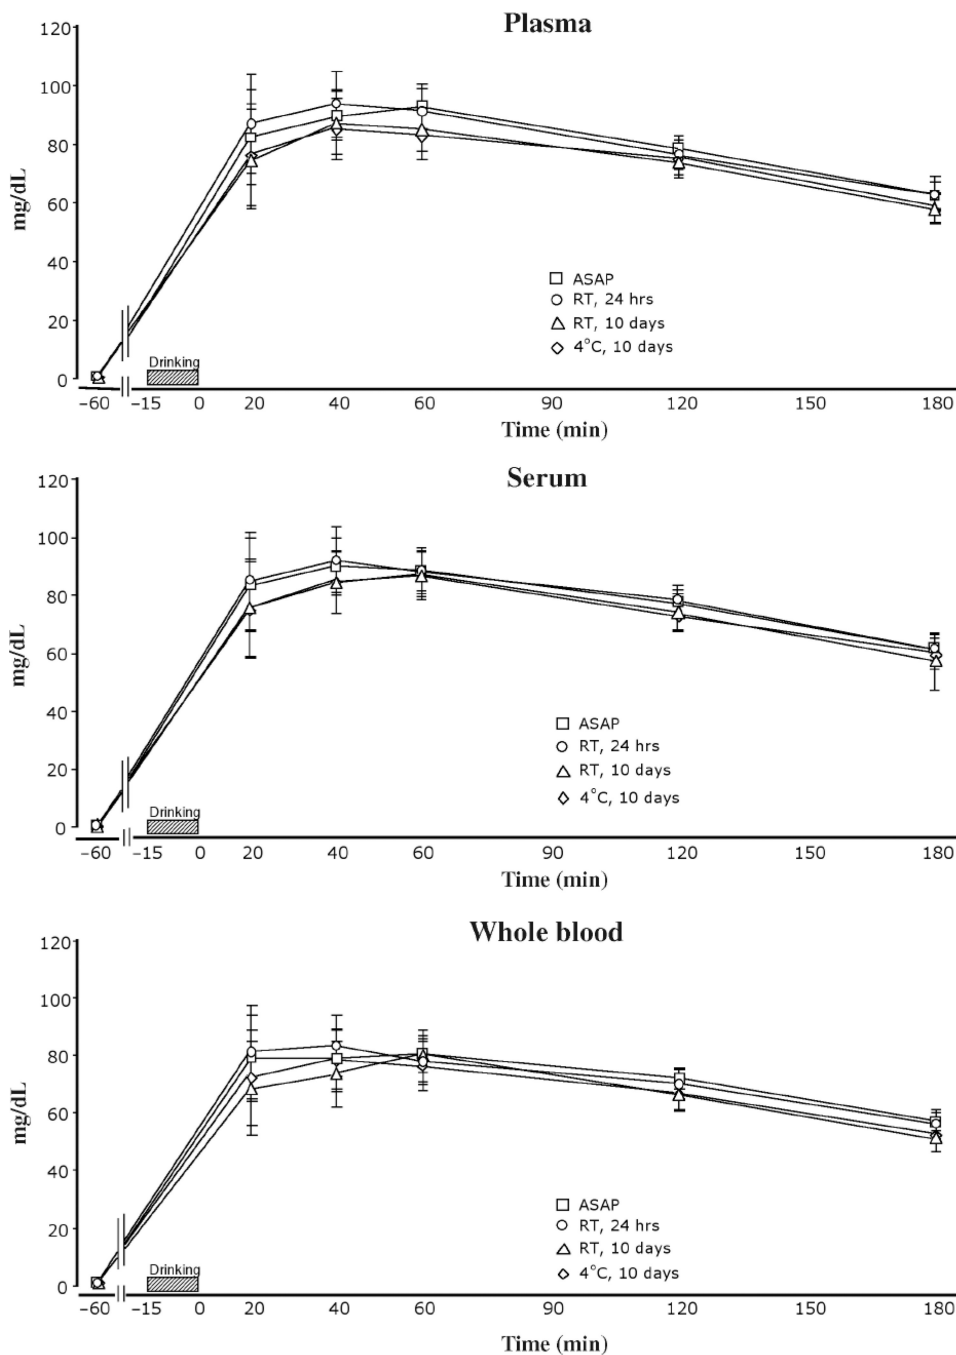 Plasma
120
100
80
60
40
20
0
mg/dL
ASAP
RT, 24 hrs
RT, 10 days
4°C, 10 days
Drinking
−60 −15 0 20 40 60 90 120 150 180
Time (min)
Serum
120
100
80
60
40
20
0
mg/dL
ASAP
RT, 24 hrs
RT, 10 days
4°C, 10 days
Drinking
−60 −15 0 20 40 60 90 120 150 180
Time (min)
Whole blood
120
100
80
60
40
20
0
mg/dL
ASAP
RT, 24 hrs
RT, 10 days
4°C, 10 days
Drinking
−60 −15 0 20 40 60 90 120 150 180
Time (min)